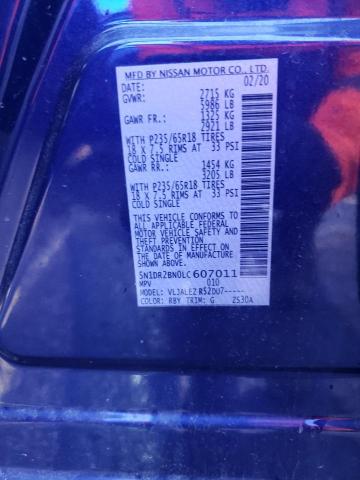 MFD BY NISSAN MOTOR CO., LTD.
DATE: 02/20
GVWR: 2715 KG
5986 LB
GAWR FR.: 1325 KG
2921 LB
WITH P235/65R18 TIRES
18 X 7.5 RIMS AT 33 PSI
COLD SINGLE
GAWR RR.: 1454 KG
3205 LB
WITH P235/65R18 TIRES
18 X 7.5 RIMS AT 33 PSI
COLD SINGLE
THIS VEHICLE CONFORMS TO
ALL APPLICABLE FEDERAL
MOTOR VEHICLE SAFETY AND
THEFT PREVENTION STANDARDS
IN EFFECT ON THE DATE OF
MANUFACTURE SHOWN ABOVE.
5N1DR2BN0LC607011
MPV 010
MODEL: VLJALEZ R52DU7-----
COLOR: RBY TRIM: G ZS30A